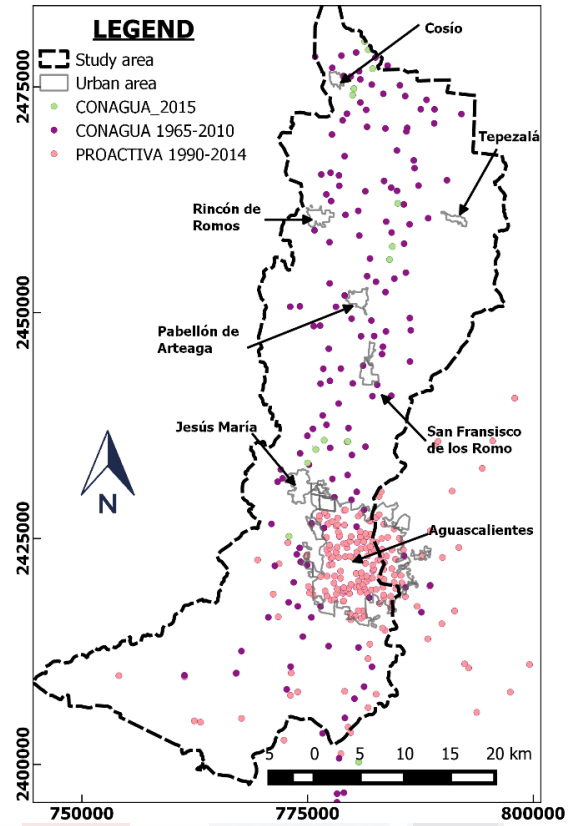 LEGEND
Study area
Urban area
CONAGUA_2015
CONAGUA 1965-2010
PROACTIVA 1990-2014
Cosío
Tepezalá
Rincón de
Romos
Pabellón de
Arteaga
Jesús María
San Fransisco
de los Romo
Aguascalientes
N
5 0 5 10 15 20 km
2475000
2450000
2425000
2400000
750000 775000 800000